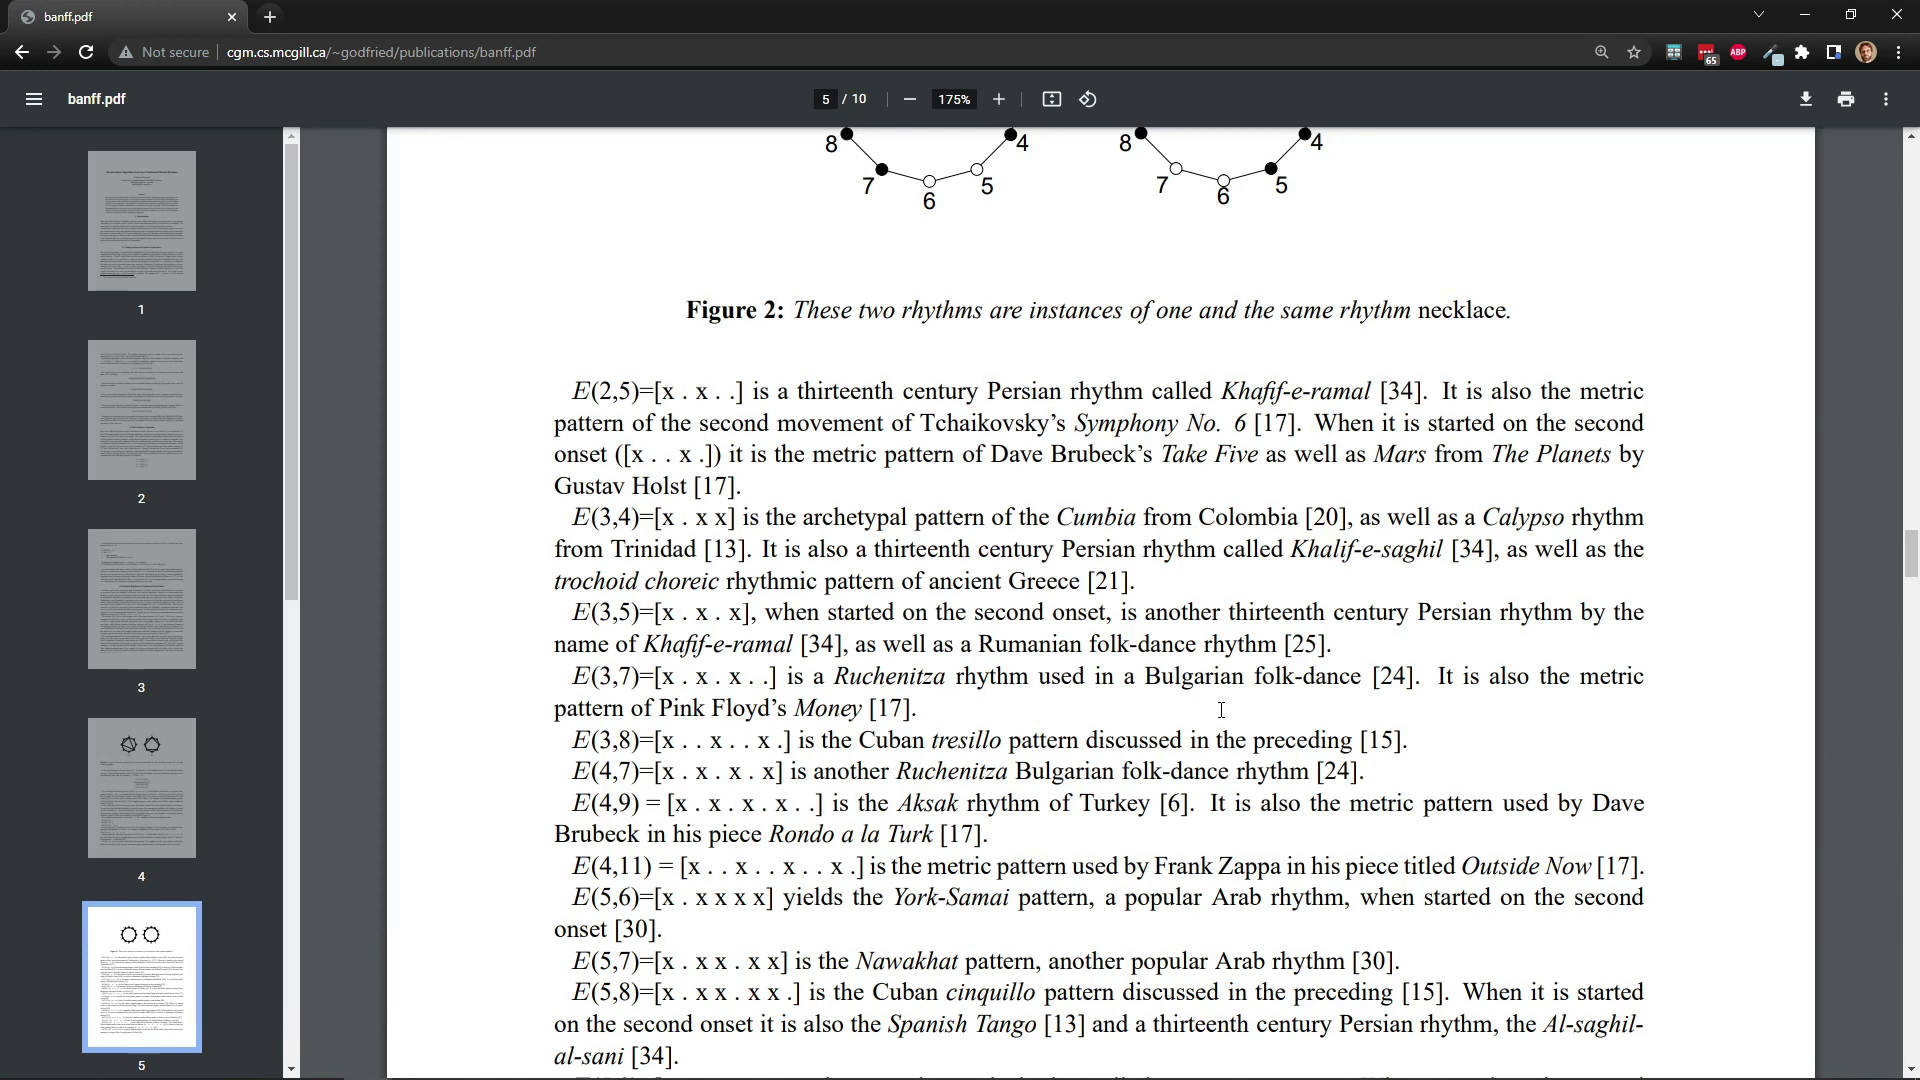 banff.pdf
Not secure
cgm.cs.mcgill.ca/~godfried/publications/banff.pdf
65
ABP
banff.pdf
5 / 10
175%
1
2
3
4
5
8 4 8 4
7 5 7 5
6 6
Figure 2: These two rhythms are instances of one and the same rhythm necklace.
E(2,5)=[x . x . .] is a thirteenth century Persian rhythm called Khafif-e-ramal [34]. It is also the metric
pattern of the second movement of Tchaikovsky's Symphony No. 6 [17]. When it is started on the second
onset ([x . . x .]) it is the metric pattern of Dave Brubeck's Take Five as well as Mars from The Planets by
Gustav Holst [17].
E(3,4)=[x . x x] is the archetypal pattern of the Cumbia from Colombia [20], as well as a Calypso rhythm
from Trinidad [13]. It is also a thirteenth century Persian rhythm called Khalif-e-saghil [34], as well as the
trochoid choreic rhythmic pattern of ancient Greece [21].
E(3,5)=[x . x . x], when started on the second onset, is another thirteenth century Persian rhythm by the
name of Khafif-e-ramal [34], as well as a Rumanian folk-dance rhythm [25].
E(3,7)=[x . x . x . .] is a Ruchenitza rhythm used in a Bulgarian folk-dance [24]. It is also the metric
pattern of Pink Floyd's Money [17].
E(3,8)=[x . . x . . x .] is the Cuban tresillo pattern discussed in the preceding [15].
E(4,7)=[x . x . x . x] is another Ruchenitza Bulgarian folk-dance rhythm [24].
E(4,9) = [x . x . x . x . .] is the Aksak rhythm of Turkey [6]. It is also the metric pattern used by Dave
Brubeck in his piece Rondo a la Turk [17].
E(4,11) = [x . . x . . x . . x .] is the metric pattern used by Frank Zappa in his piece titled Outside Now [17].
E(5,6)=[x . x x x x] yields the York-Samai pattern, a popular Arab rhythm, when started on the second
onset [30].
E(5,7)=[x . x x . x x] is the Nawakhat pattern, another popular Arab rhythm [30].
E(5,8)=[x . x x . x x .] is the Cuban cinquillo pattern discussed in the preceding [15]. When it is started
on the second onset it is also the Spanish Tango [13] and a thirteenth century Persian rhythm, the Al-saghil-
al-sani [34].